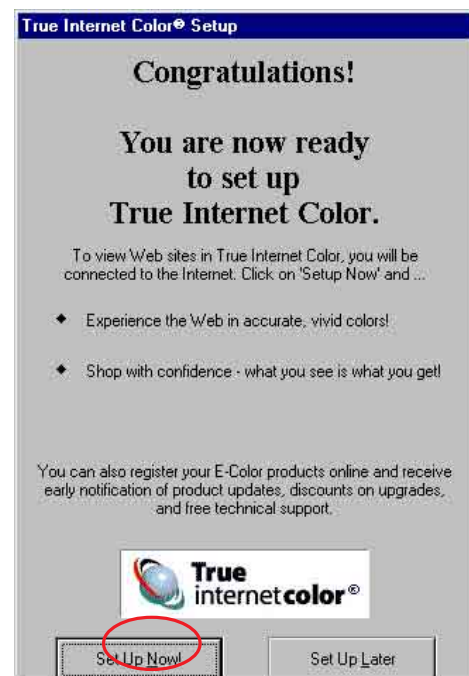 True Internet Color® Setup
Congratulations!
You are now ready
to set up
True Internet Color.
To view Web sites in True Internet Color, you will be
connected to the Internet. Click on 'Setup Now' and ...
Experience the Web in accurate, vivid colors!
Shop with confidence - what you see is what you get!
You can also register your E-Color products online and receive
early notification of product updates, discounts on upgrades,
and free technical support.
True
internetcolor®
Set Up Now!
Set Up Later